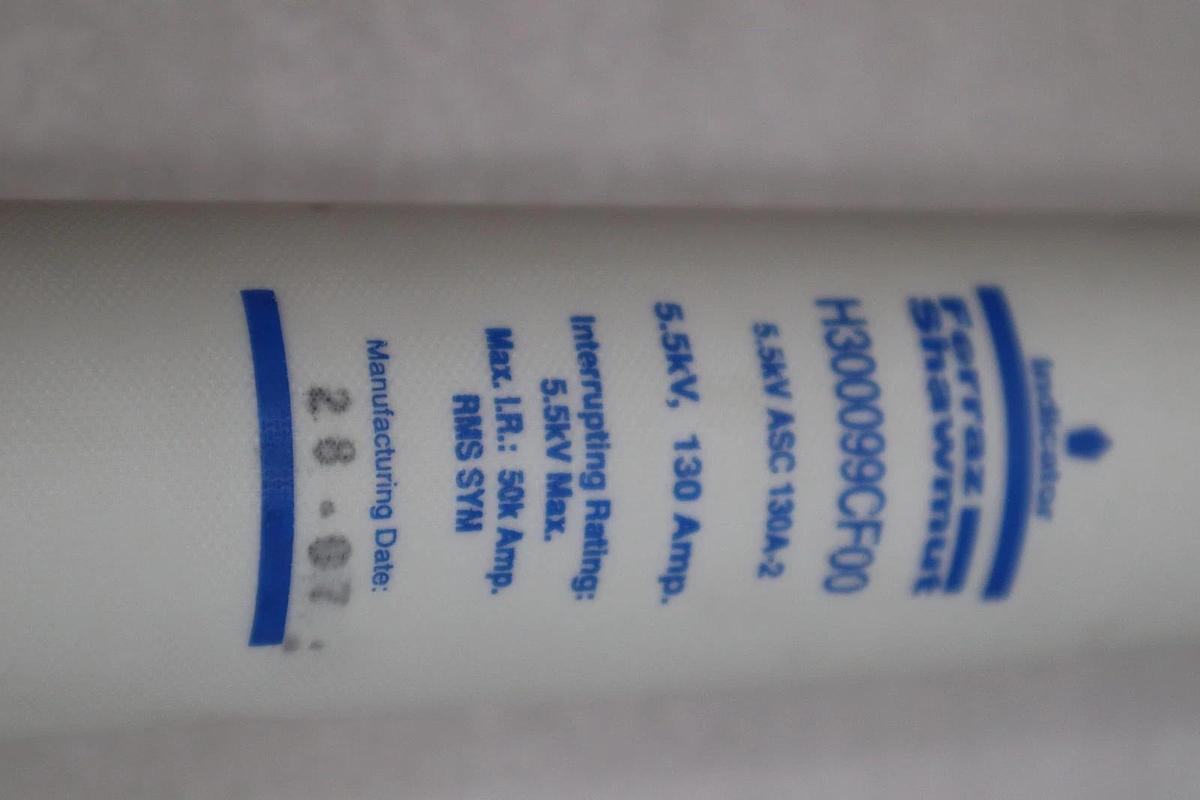 Indicator
Ferraz
Shawmut
H300099CF00
5.5kV ASC 130A-2
5.5kV, 130 Amp.
Interrupting Rating:
5.5kV Max.
Max. I.R.: 50k Amp.
RMS SYM
Manufacturing Date:
28.07